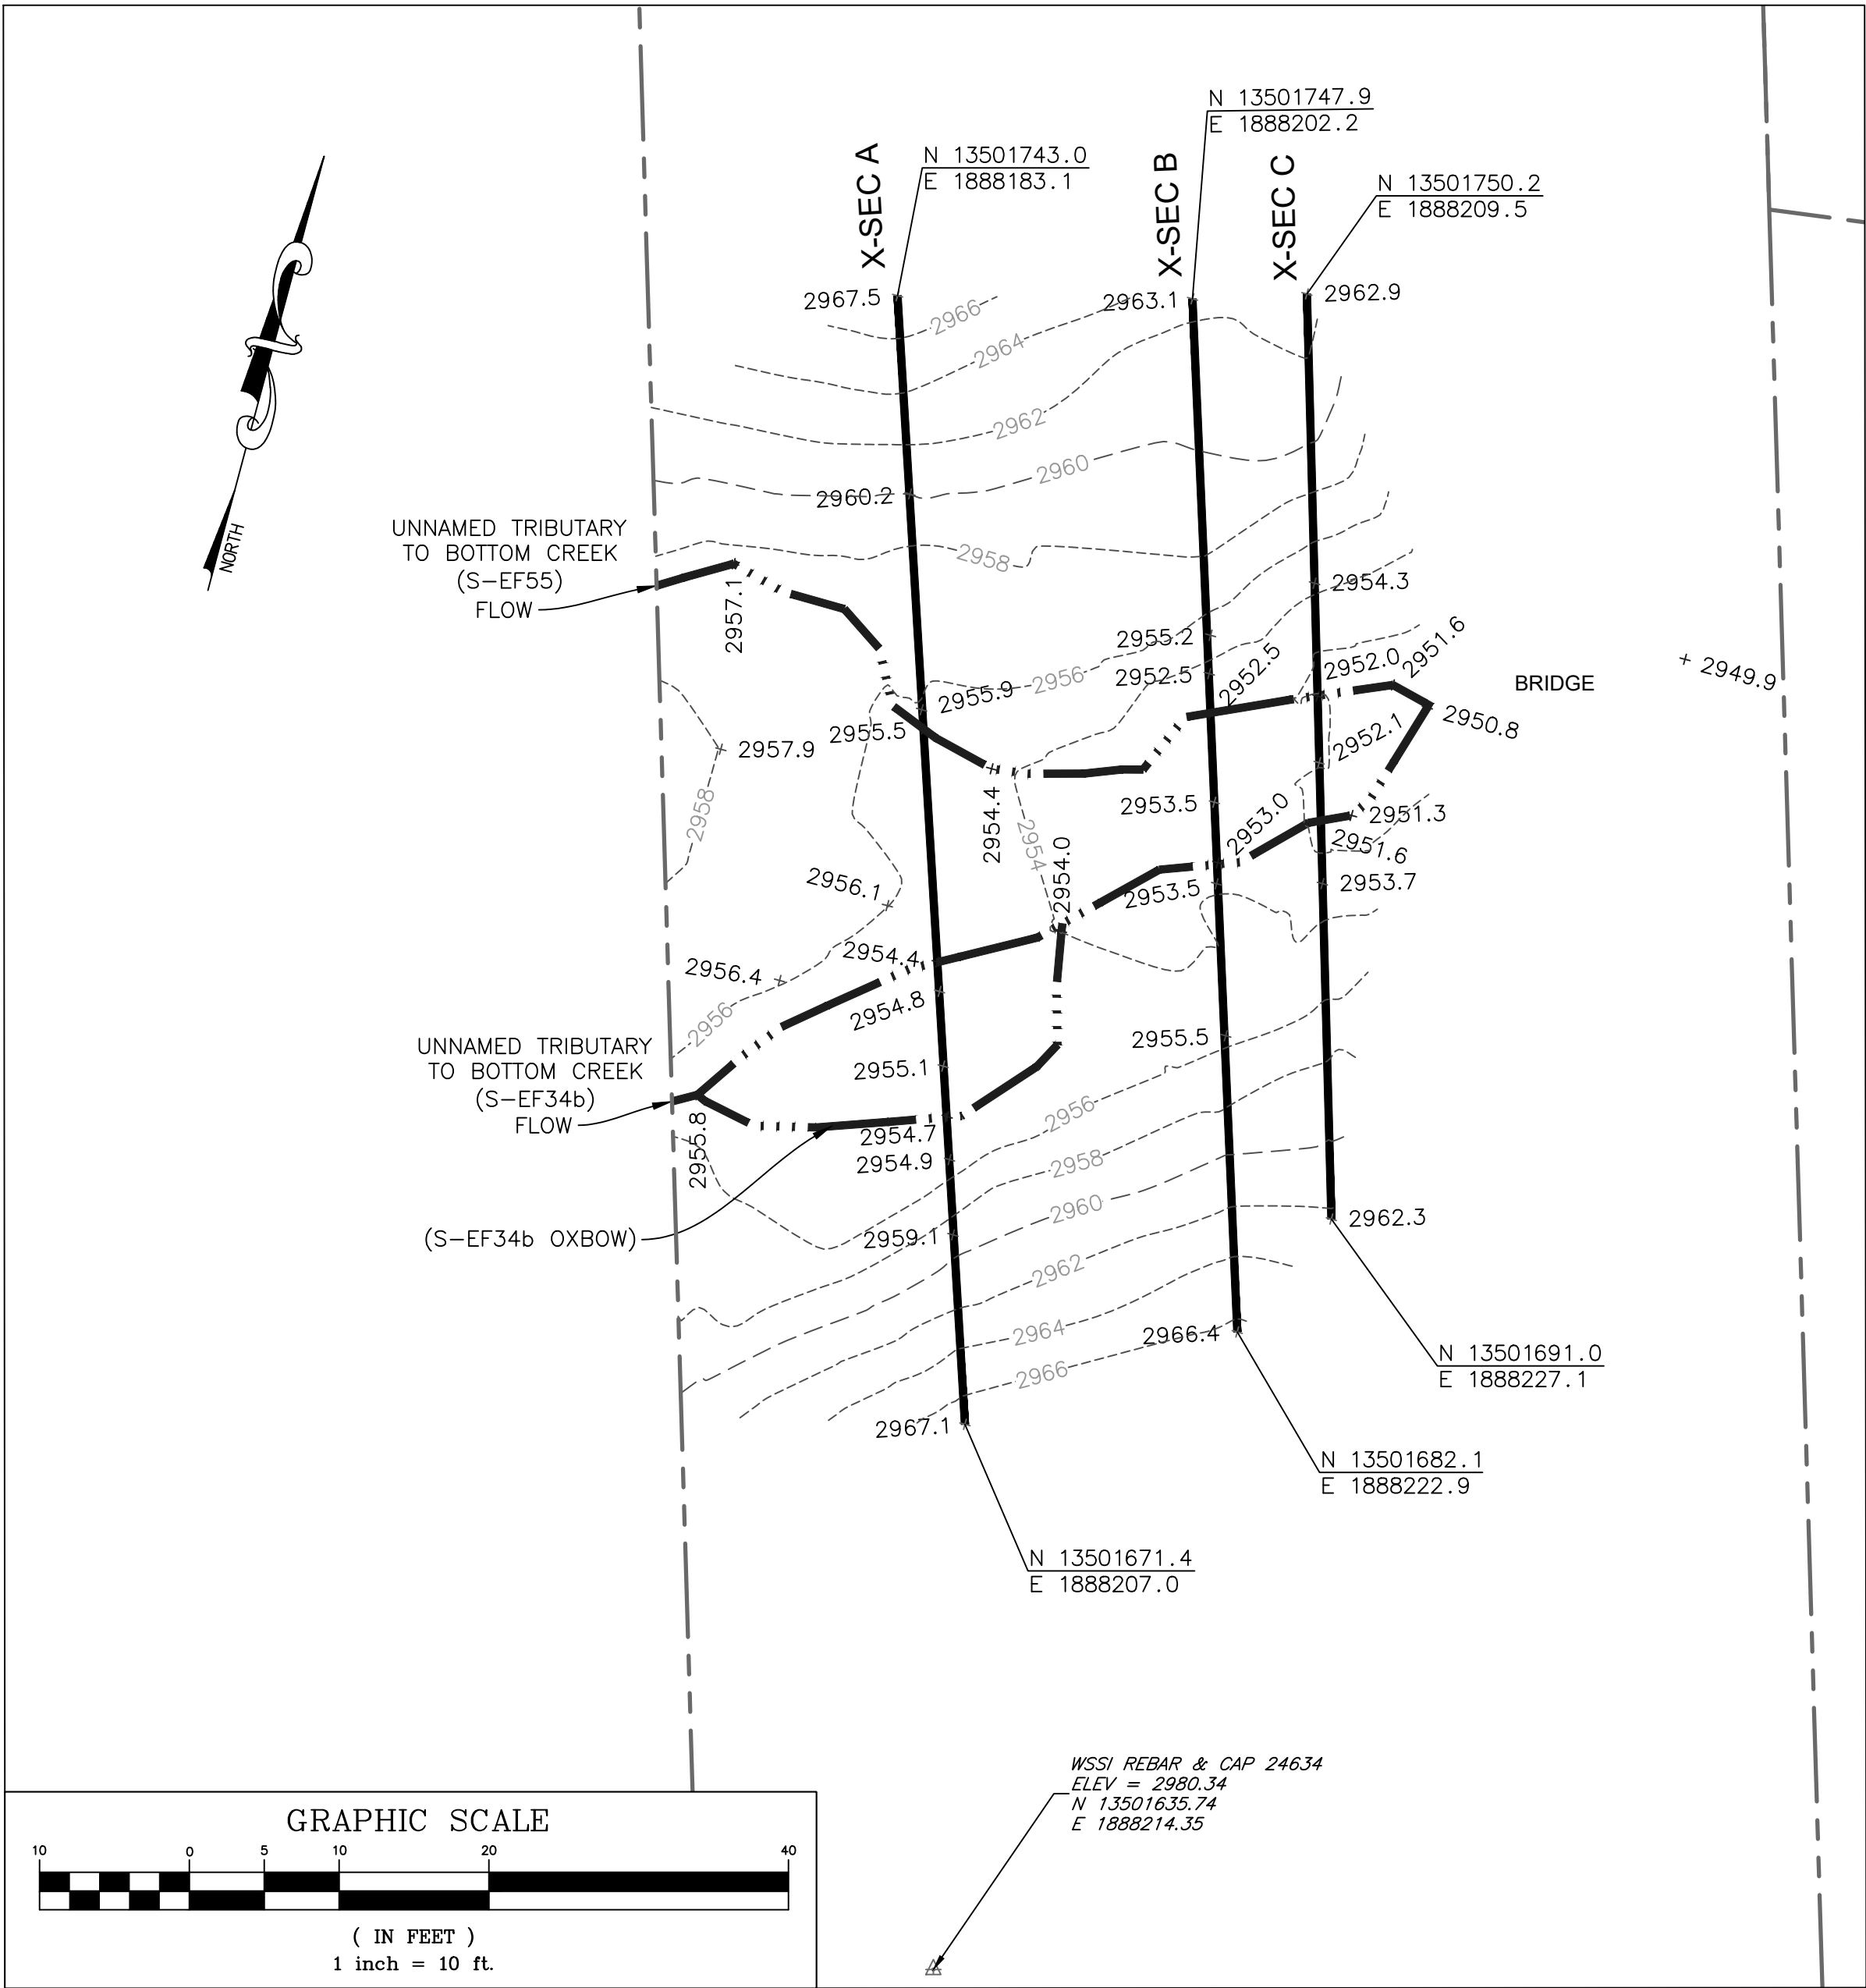 N 13501747.9
E 1888202.2
N 13501743.0
E 1888183.1
N 13501750.2
E 1888209.5
X-SEC A
X-SEC B
X-SEC C
NORTH
2967.5
2966
2963.1
2962.9
2964
2962
2960
2960.2
2958
UNNAMED TRIBUTARY
TO BOTTOM CREEK
(S-EF55)
FLOW
2957.1
2954.3
2955.2
2952.5
2952.5
2952.0
2951.6
2949.9
BRIDGE
2956
2955.9
2955.5
2950.8
2957.9
2952.1
2958
2954.4
2953.5
2953.0
2951.3
2954
2954.0
2951.6
2956.1
2953.5
2953.7
2956.4
2954.4
2954.8
2956
2955.5
UNNAMED TRIBUTARY
TO BOTTOM CREEK
(S-EF34b)
FLOW
2955.1
2955.8
2954.7
2954.9
2956
2958
2960
(S-EF34b OXBOW)
2959.1
2962.3
2962
2964
2966.4
2966
2967.1
N 13501691.0
E 1888227.1
N 13501682.1
E 1888222.9
N 13501671.4
E 1888207.0
WSSI REBAR & CAP 24634
ELEV = 2980.34
N 13501635.74
E 1888214.35
GRAPHIC SCALE
10 0 5 10 20 40
( IN FEET )
1 inch = 10 ft.